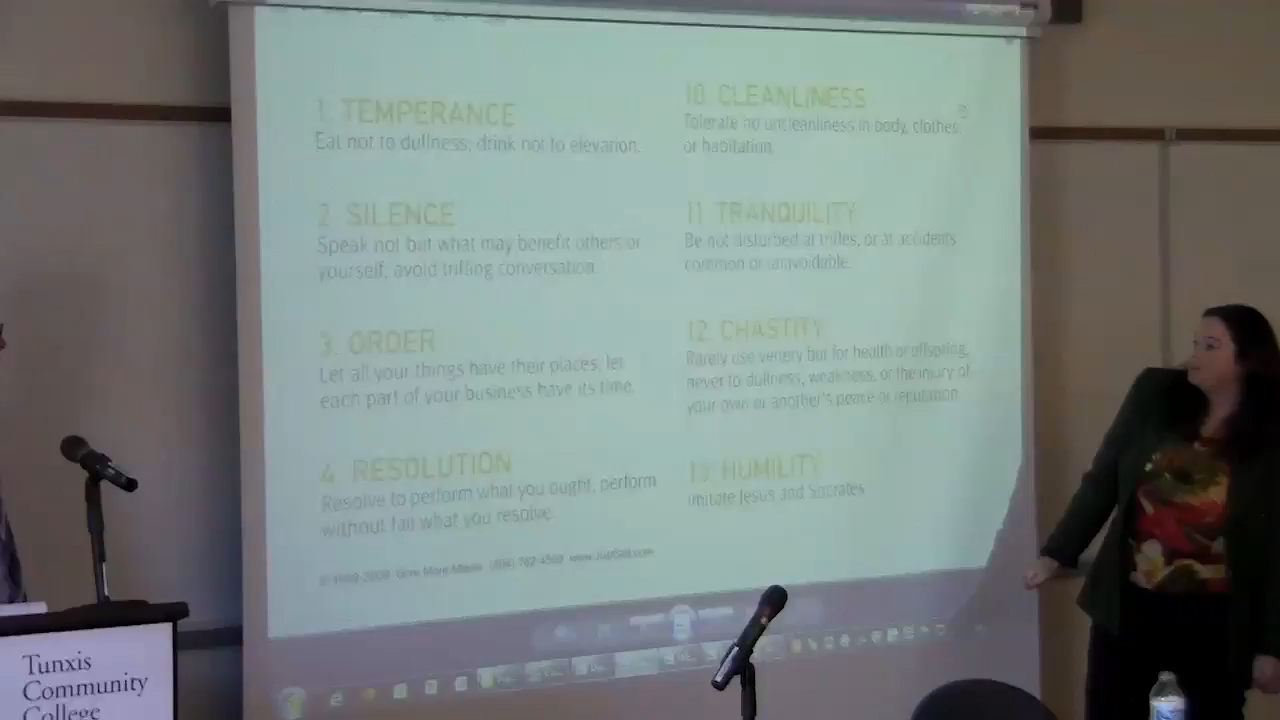 1. TEMPERANCE
Eat not to dullness, drink not to elevation.
2. SILENCE
Speak not but what may benefit others or
yourself, avoid trifling conversation.
3. ORDER
Let all your things have their places, let
each part of your business have its time.
4. RESOLUTION
Resolve to perform what you ought, perform
without fail what you resolve.
10. CLEANLINESS
Tolerate no uncleanliness in body, clothes
or habitation.
11. TRANQUILITY
Be not disturbed at trifles, or at accidents
common or unavoidable.
12. CHASTITY
Rarely use venery but for health or offspring,
never to dullness, weakness, or the injury of
your own or another's peace or reputation.
13. HUMILITY
Imitate Jesus and Socrates.
Tunxis
Community
College